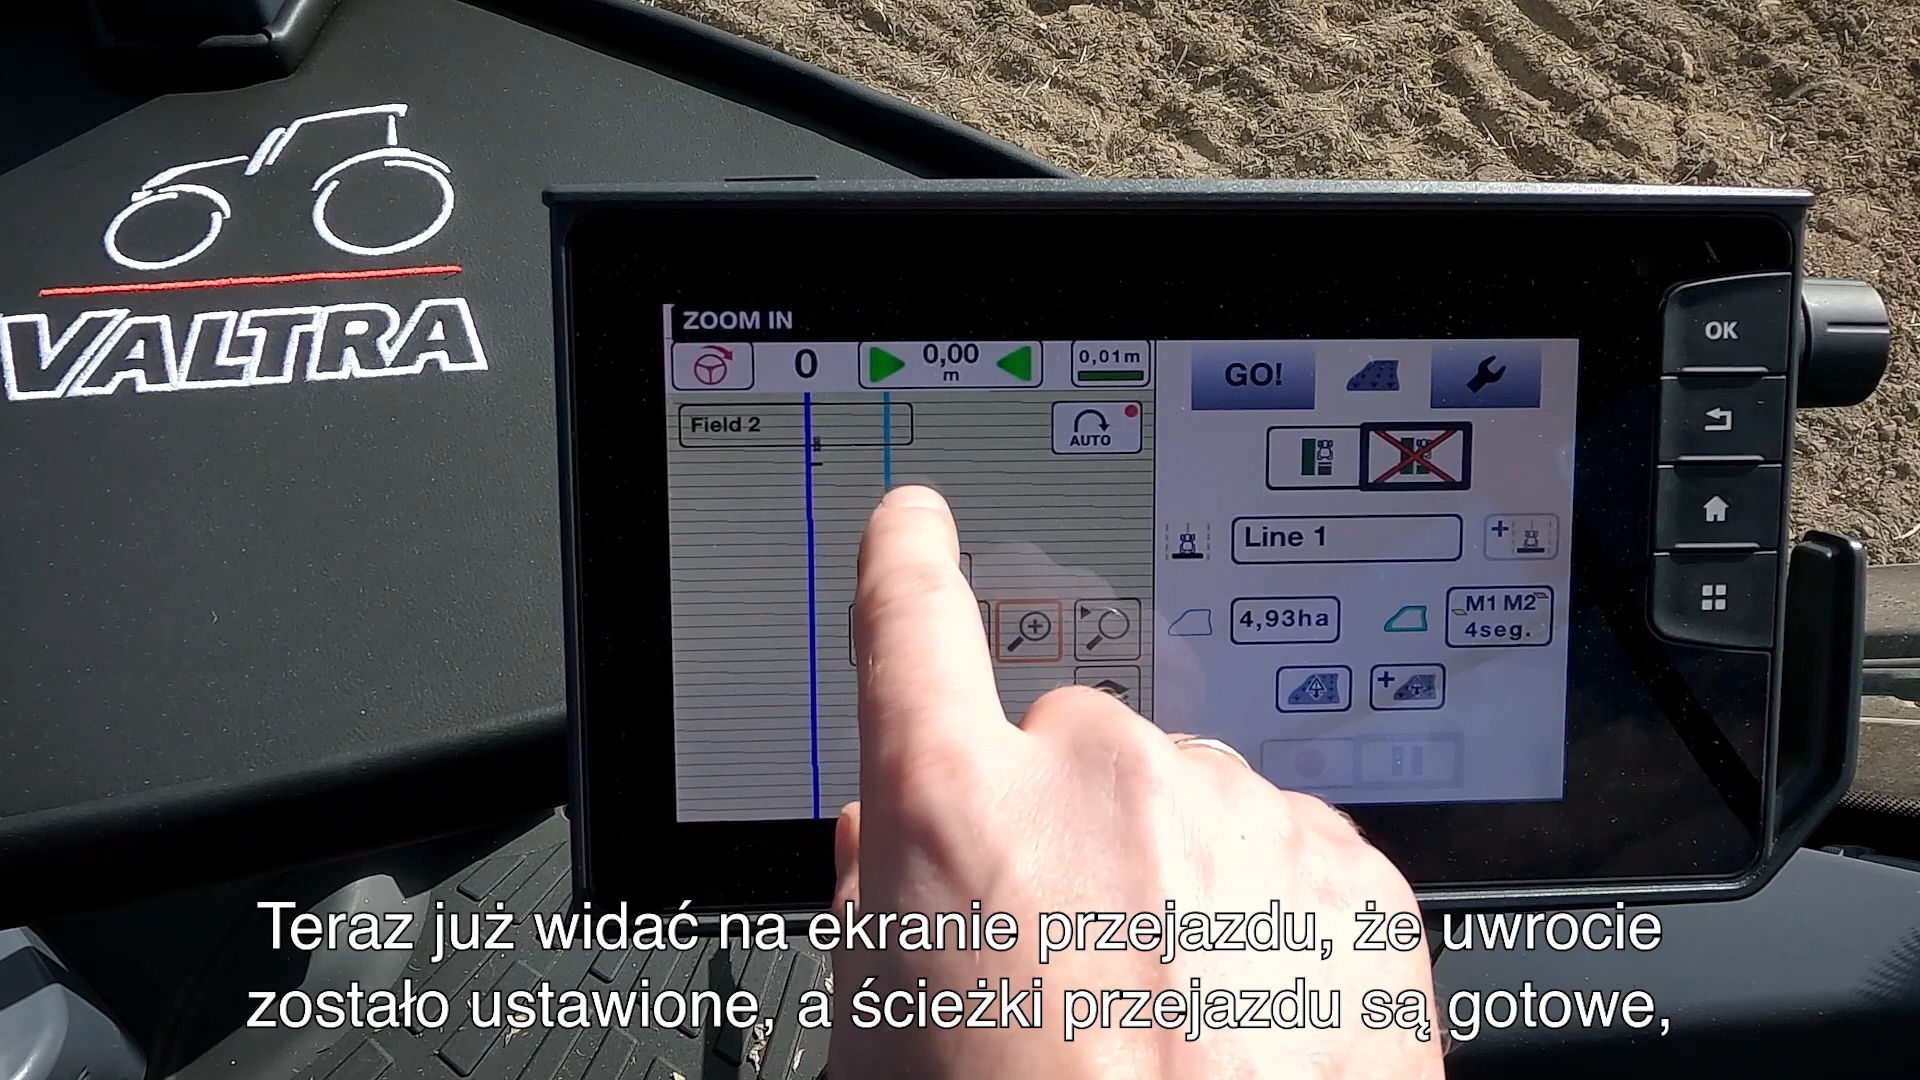 VALTRA
ZOOM IN
0
0,00
m
0,01m
GO!
Field 2
AUTO
Line 1
4,93ha
M1 M2
4seg.
OK
Teraz już widać na ekranie przejazdu, że uwrocie
zostało ustawione, a ścieżki przejazdu są gotowe,